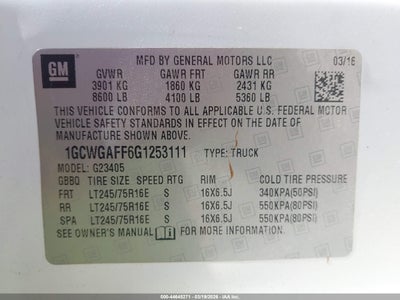 GM
MFD BY GENERAL MOTORS LLC 03/16
GVWR GAWR FRT GAWR RR
3901 KG 1860 KG 2431 KG
8600 LB 4100 LB 5360 LB
THIS VEHICLE CONFORMS TO ALL APPLICABLE U.S. FEDERAL MOTOR
VEHICLE SAFETY STANDARDS IN EFFECT ON THE DATE OF
MANUFACTURE SHOWN ABOVE.
1GCWGAFF6G1253111 TYPE: TRUCK
MODEL: G23405
GBBQ TIRE SIZE SPEED RTG RIM COLD TIRE PRESSURE
FRT LT245/75R16E S 16X6.5J 340KPA(50PSI)
RR LT245/75R16E S 16X6.5J 550KPA(80PSI)
SPA LT245/75R16E S 16X6.5J 550KPA(80PSI)
SEE OWNER'S MANUAL FOR MORE INFORMATION.
500-44645271 - 03/19/2026 - IAA Holdings, LLC